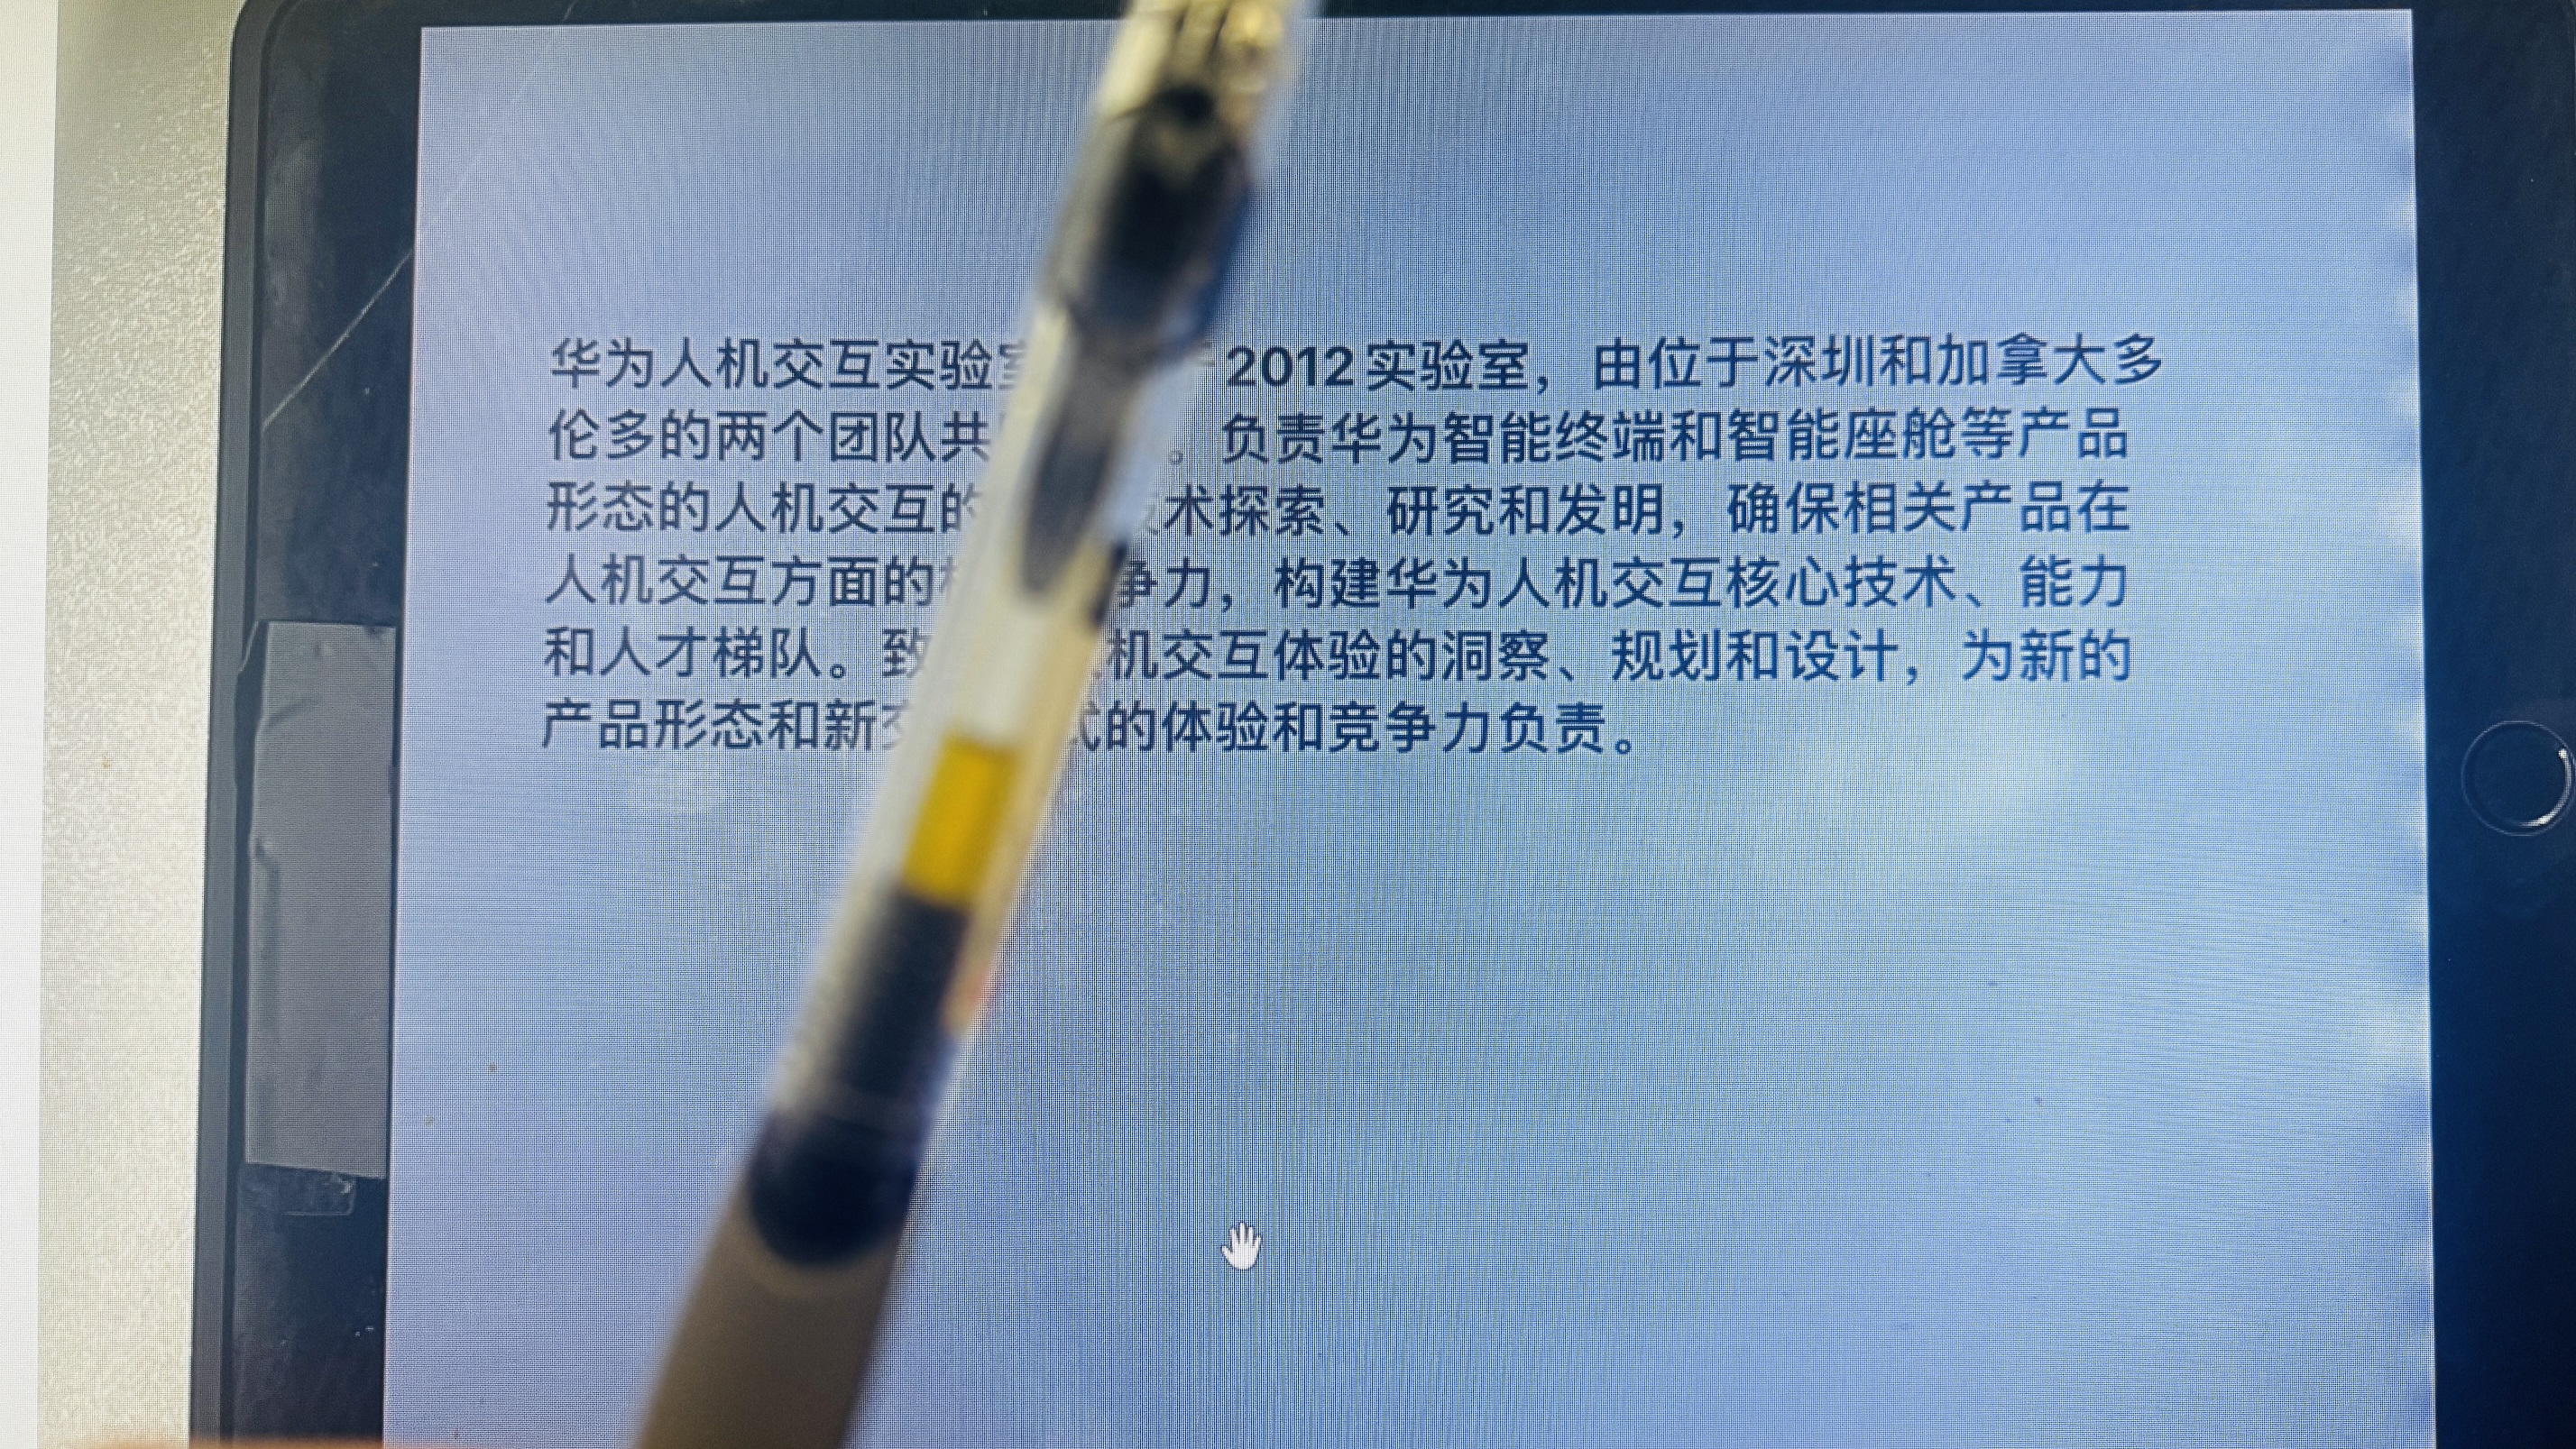 华为人机交互实验 2012实验室，由位于深圳和加拿大多
伦多的两个团队共 。负责华为智能终端和智能座舱等产品
形态的人机交互的 术探索、研究和发明，确保相关产品在
人机交互方面的 争力，构建华为人机交互核心技术、能力
和人才梯队。致 机交互体验的洞察、规划和设计，为新的
产品形态和新 式的体验和竞争力负责。